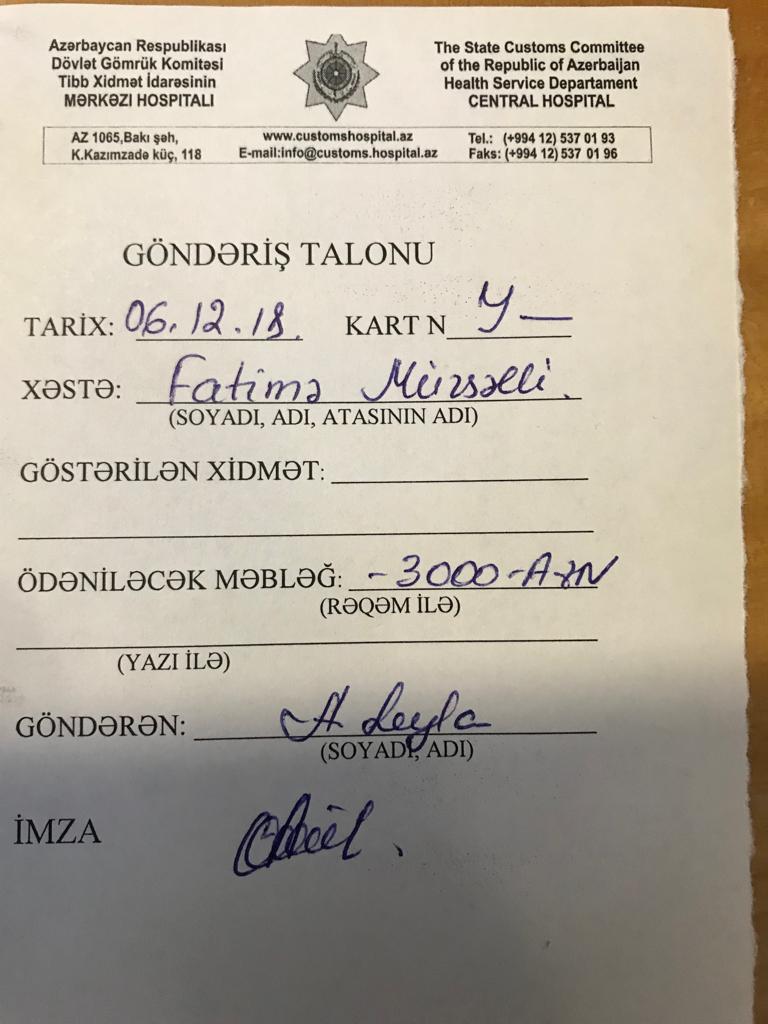 Azərbaycan Respublikası
Dövlət Gömrük Komitəsi
Tibb Xidmət İdarəsinin
MƏRKƏZI HOSPITALI
The State Customs Committee
of the Republic of Azerbaijan
Health Service Departament
CENTRAL HOSPITAL
AZ 1065,Bakı şəh,
K.Kazımzadə küç, 118
www.customshospital.az
E-mail:info@customs.hospital.az
Tel.: (+994 12) 537 01 93
Faks: (+994 12) 537 01 96
GÖNDƏRİŞ TALONU
TARİX: 06.12.18. KART N Y—
XƏSTƏ: Fatimə Mürsəlli.
(SOYADI, ADI, ATASININ ADI)
GÖSTƏRİLƏN XİDMƏT:
ÖDƏNİLƏCƏK MƏBLƏĞ: -3000-AZN
(RƏQƏM İLƏ)
(YAZI İLƏ)
GÖNDƏRƏN: A Leyla
(SOYADI, ADI)
İMZA